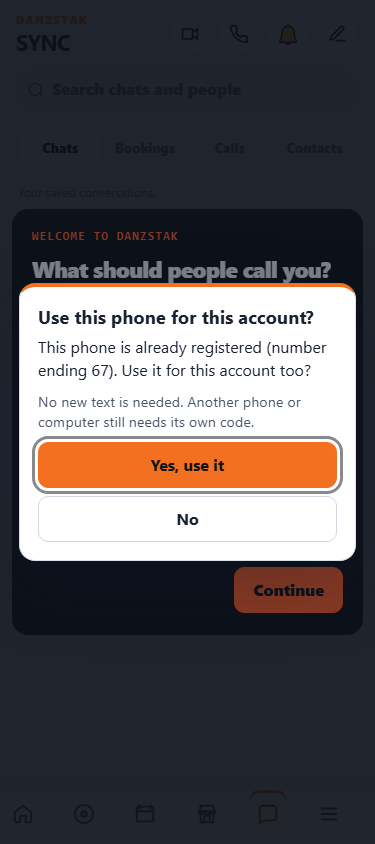 DANZSTAK
SYNC
Search chats and people
Chats
Bookings
Calls
Contacts
Your saved conversations.
WELCOME TO DANZSTAK
What should people call you?
Use this phone for this account?
This phone is already registered (number
ending 67). Use it for this account too?
No new text is needed. Another phone or
computer still needs its own code.
Yes, use it
No
Continue